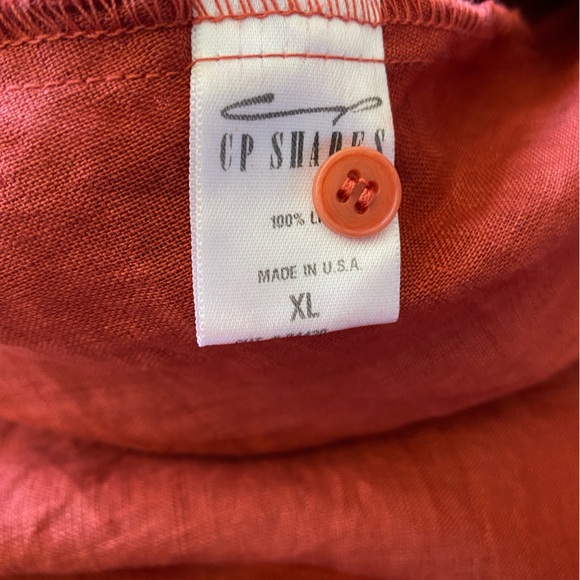 CP SHADES
100%
MADE IN U.S.A.
XL